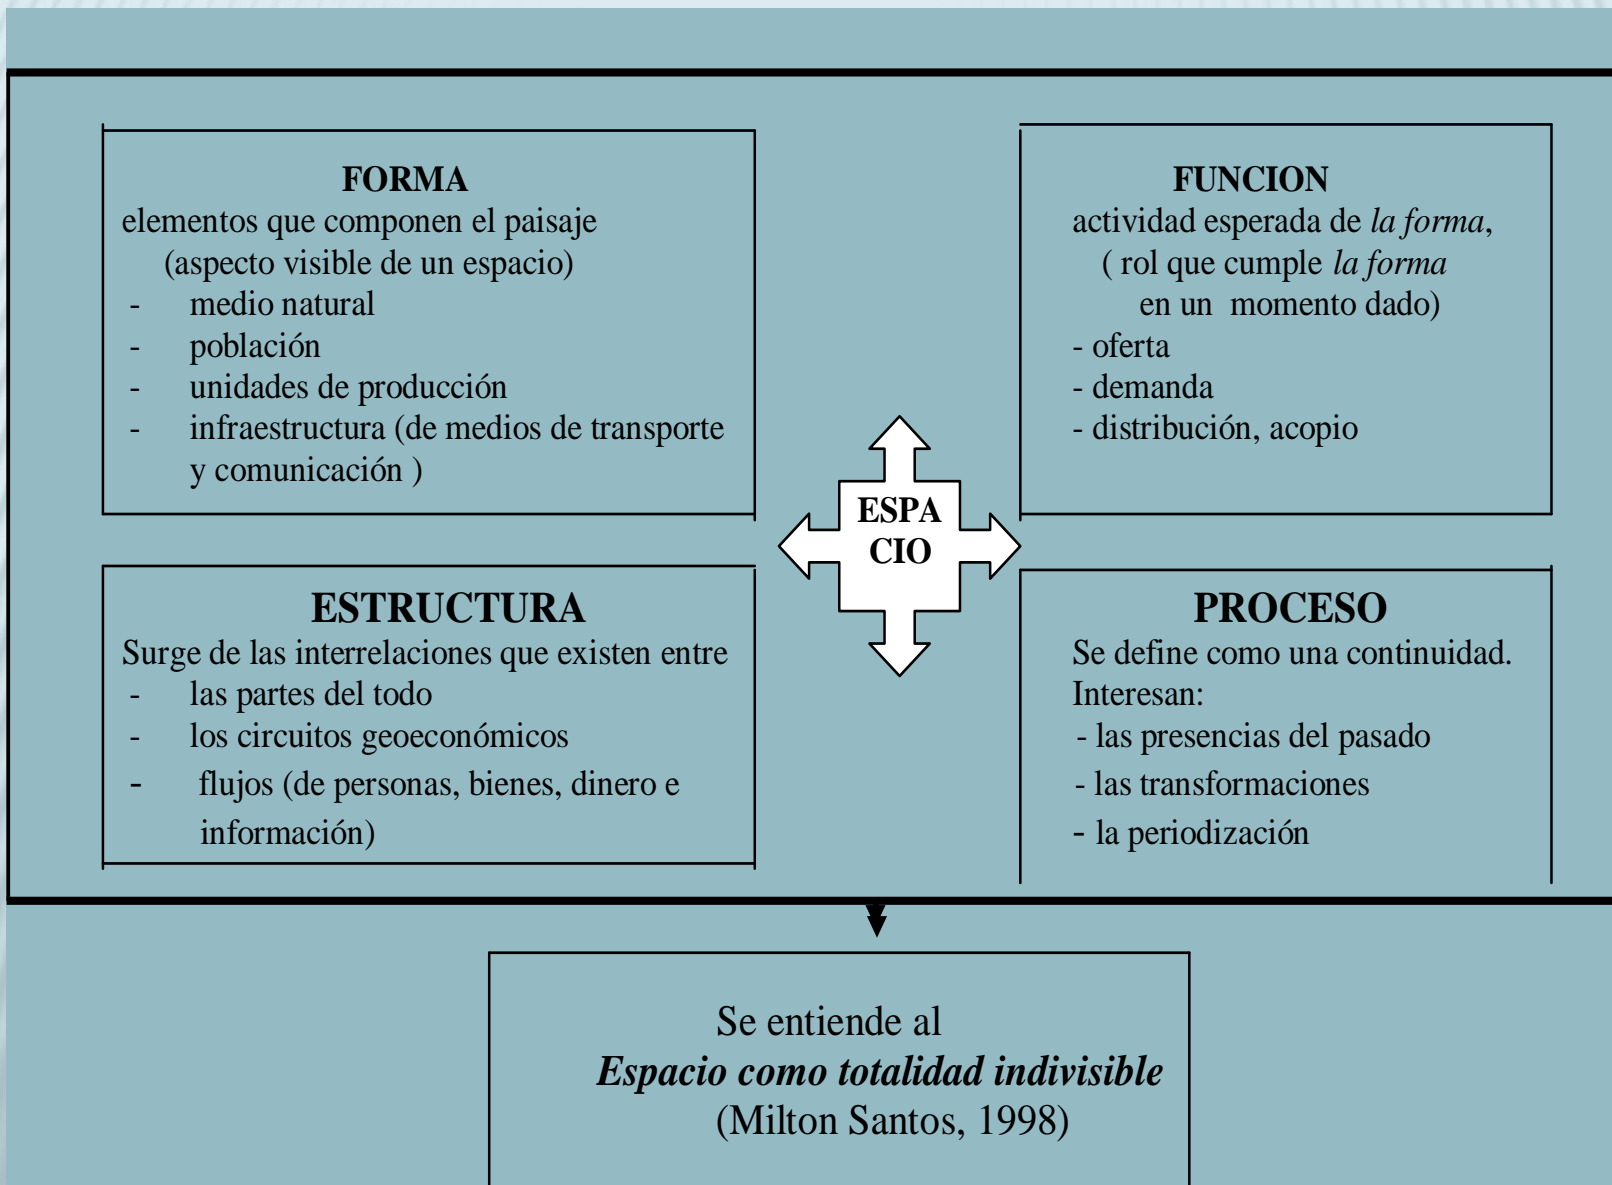 FORMA
elementos que componen el paisaje
(aspecto visible de un espacio)
- medio natural
- población
- unidades de producción
- infraestructura (de medios de transporte
y comunicación )
FUNCION
actividad esperada de la forma,
( rol que cumple la forma
en un momento dado)
- oferta
- demanda
- distribución, acopio
ESPA
CIO
ESTRUCTURA
Surge de las interrelaciones que existen entre
- las partes del todo
- los circuitos geoeconómicos
- flujos (de personas, bienes, dinero e
información)
PROCESO
Se define como una continuidad.
Interesan:
- las presencias del pasado
- las transformaciones
- la periodización
Se entiende al
Espacio como totalidad indivisible
(Milton Santos, 1998)